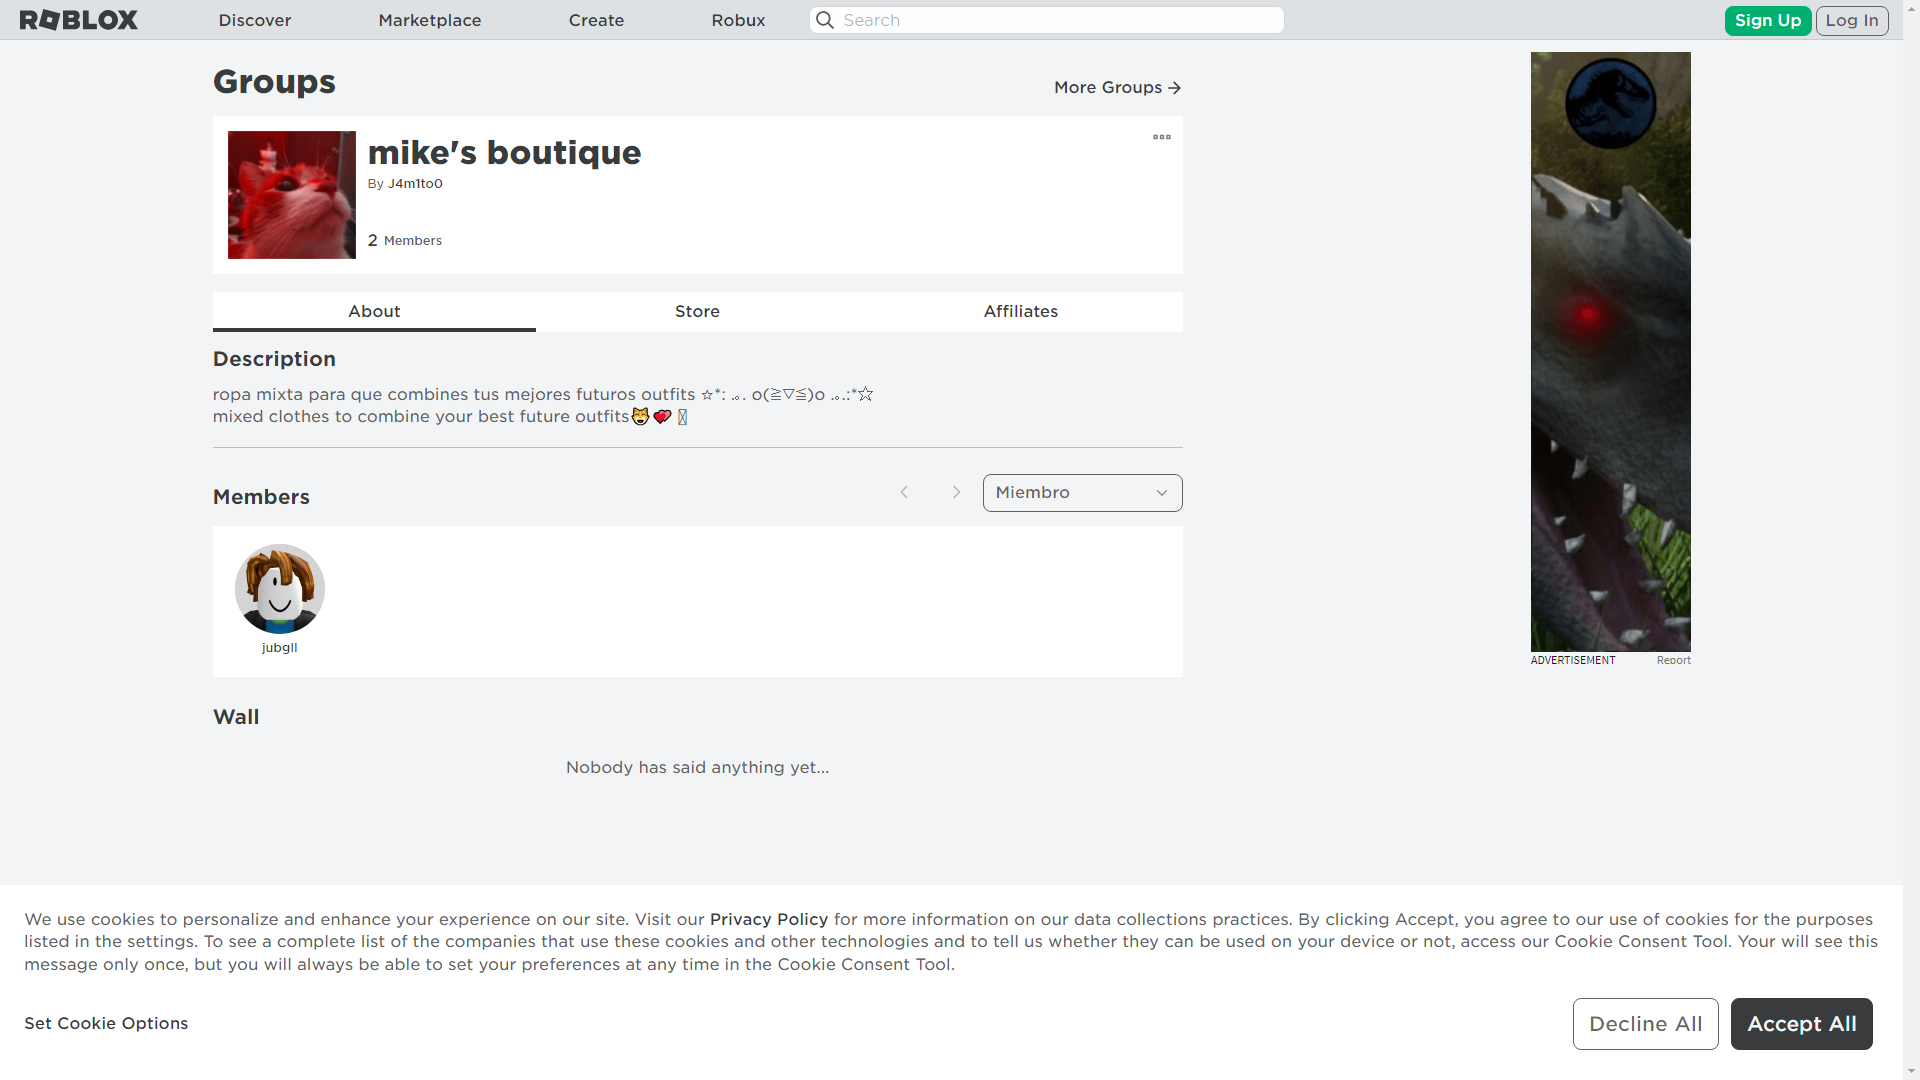 ROBLOX
Discover
Marketplace
Create
Robux
Search
Sign Up
Log In
Groups
More Groups
mike's boutique
By J4m1to0
2 Members
About
Store
Affiliates
Description
ropa mixta para que combines tus mejores futuros outfits ☆*: .｡. o(≧▽≦)o .｡.:*☆
mixed clothes to combine your best future outfits😸💘
Members
Miembro
jubgll
Wall
Nobody has said anything yet...
ADVERTISEMENT
Report
We use cookies to personalize and enhance your experience on our site. Visit our Privacy Policy for more information on our data collections practices. By clicking Accept, you agree to our use of cookies for the purposes
listed in the settings. To see a complete list of the companies that use these cookies and other technologies and to tell us whether they can be used on your device or not, access our Cookie Consent Tool. Your will see this
message only once, but you will always be able to set your preferences at any time in the Cookie Consent Tool.
Set Cookie Options
Decline All
Accept All